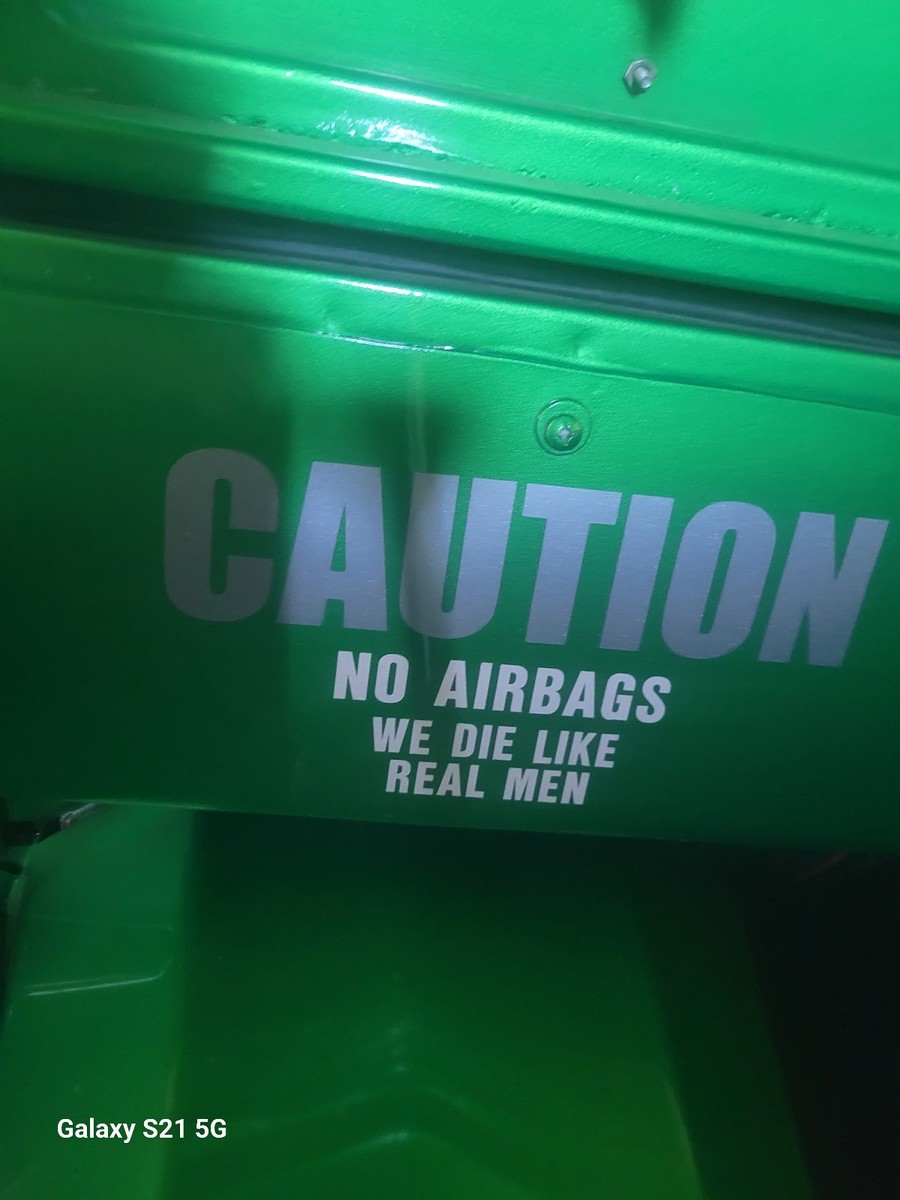 CAUTION
NO AIRBAGS
WE DIE LIKE
REAL MEN
Galaxy S21 5G